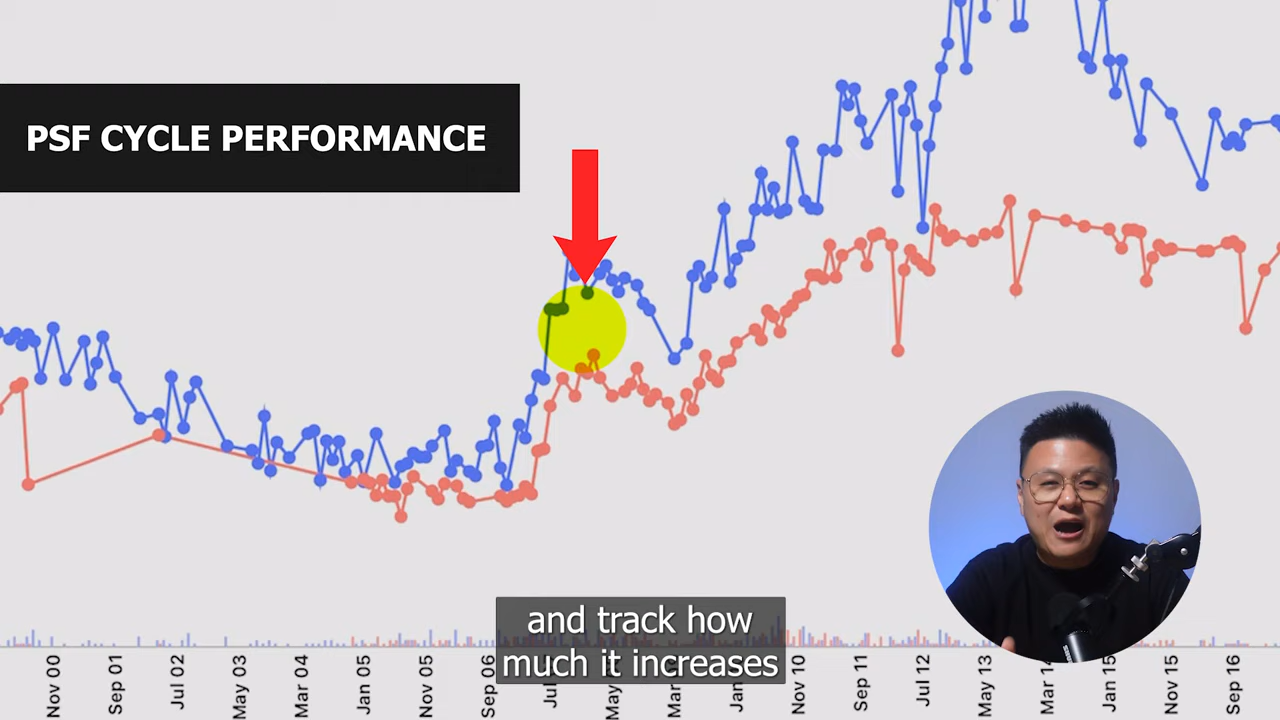 PSF CYCLE PERFORMANCE
and track how
much it increases
Nov 00
Sep 01
Jul 02
May 03
Mar 04
Jan 05
Nov 05
Sep 06
Jul
May
Mar
Jan
Nov 10
Sep 11
Jul 12
May 13
Mar 14
Jan 15
Nov 15
Sep 16